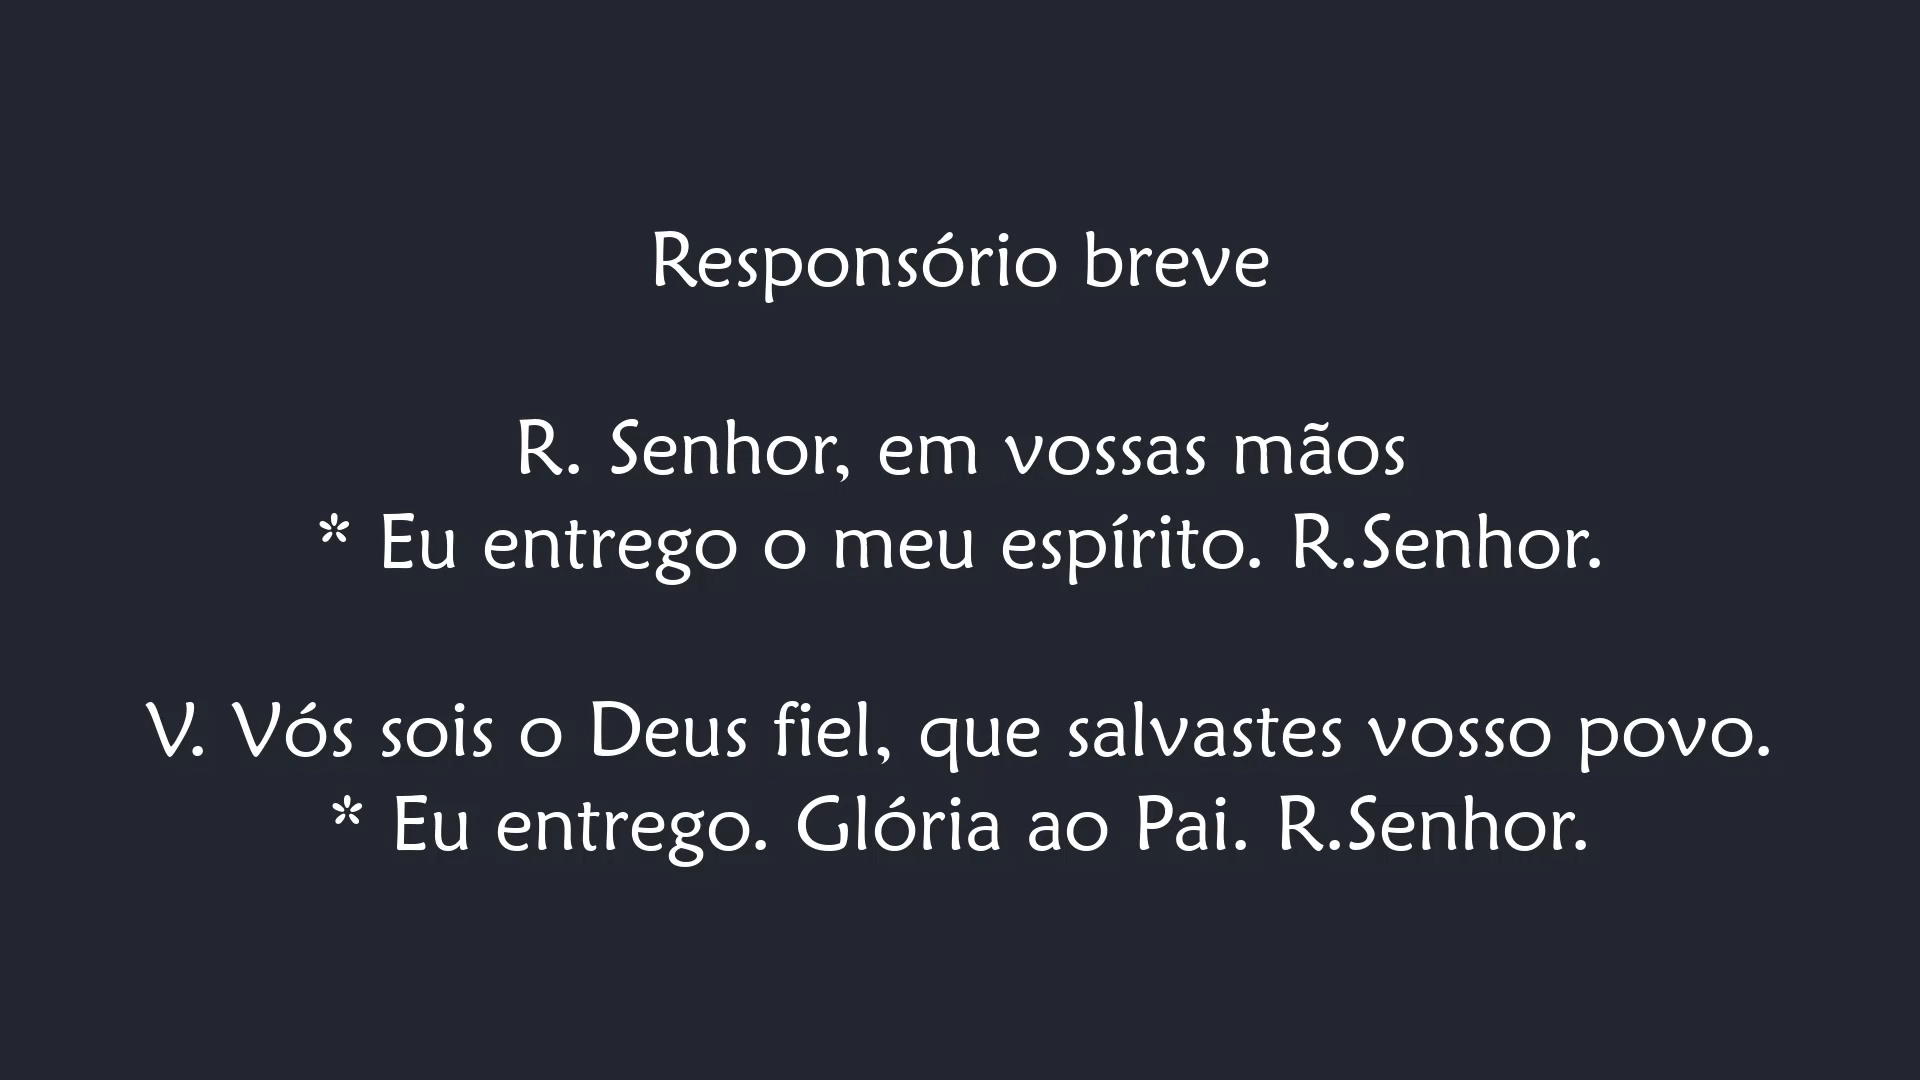 Responsório breve
R. Senhor, em vossas mãos
* Eu entrego o meu espírito. R.Senhor.
V. Vós sois o Deus fiel, que salvastes vosso povo.
* Eu entrego. Glória ao Pai. R.Senhor.